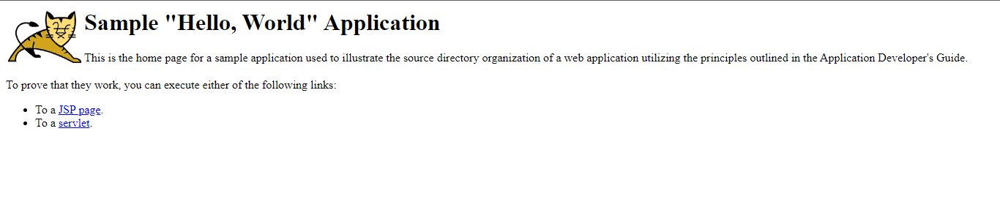 Sample "Hello, World" Application
This is the home page for a sample application used to illustrate the source directory organization of a web application utilizing the principles outlined in the Application Developer's Guide.
To prove that they work, you can execute either of the following links:
• To a JSP page.
• To a servlet.